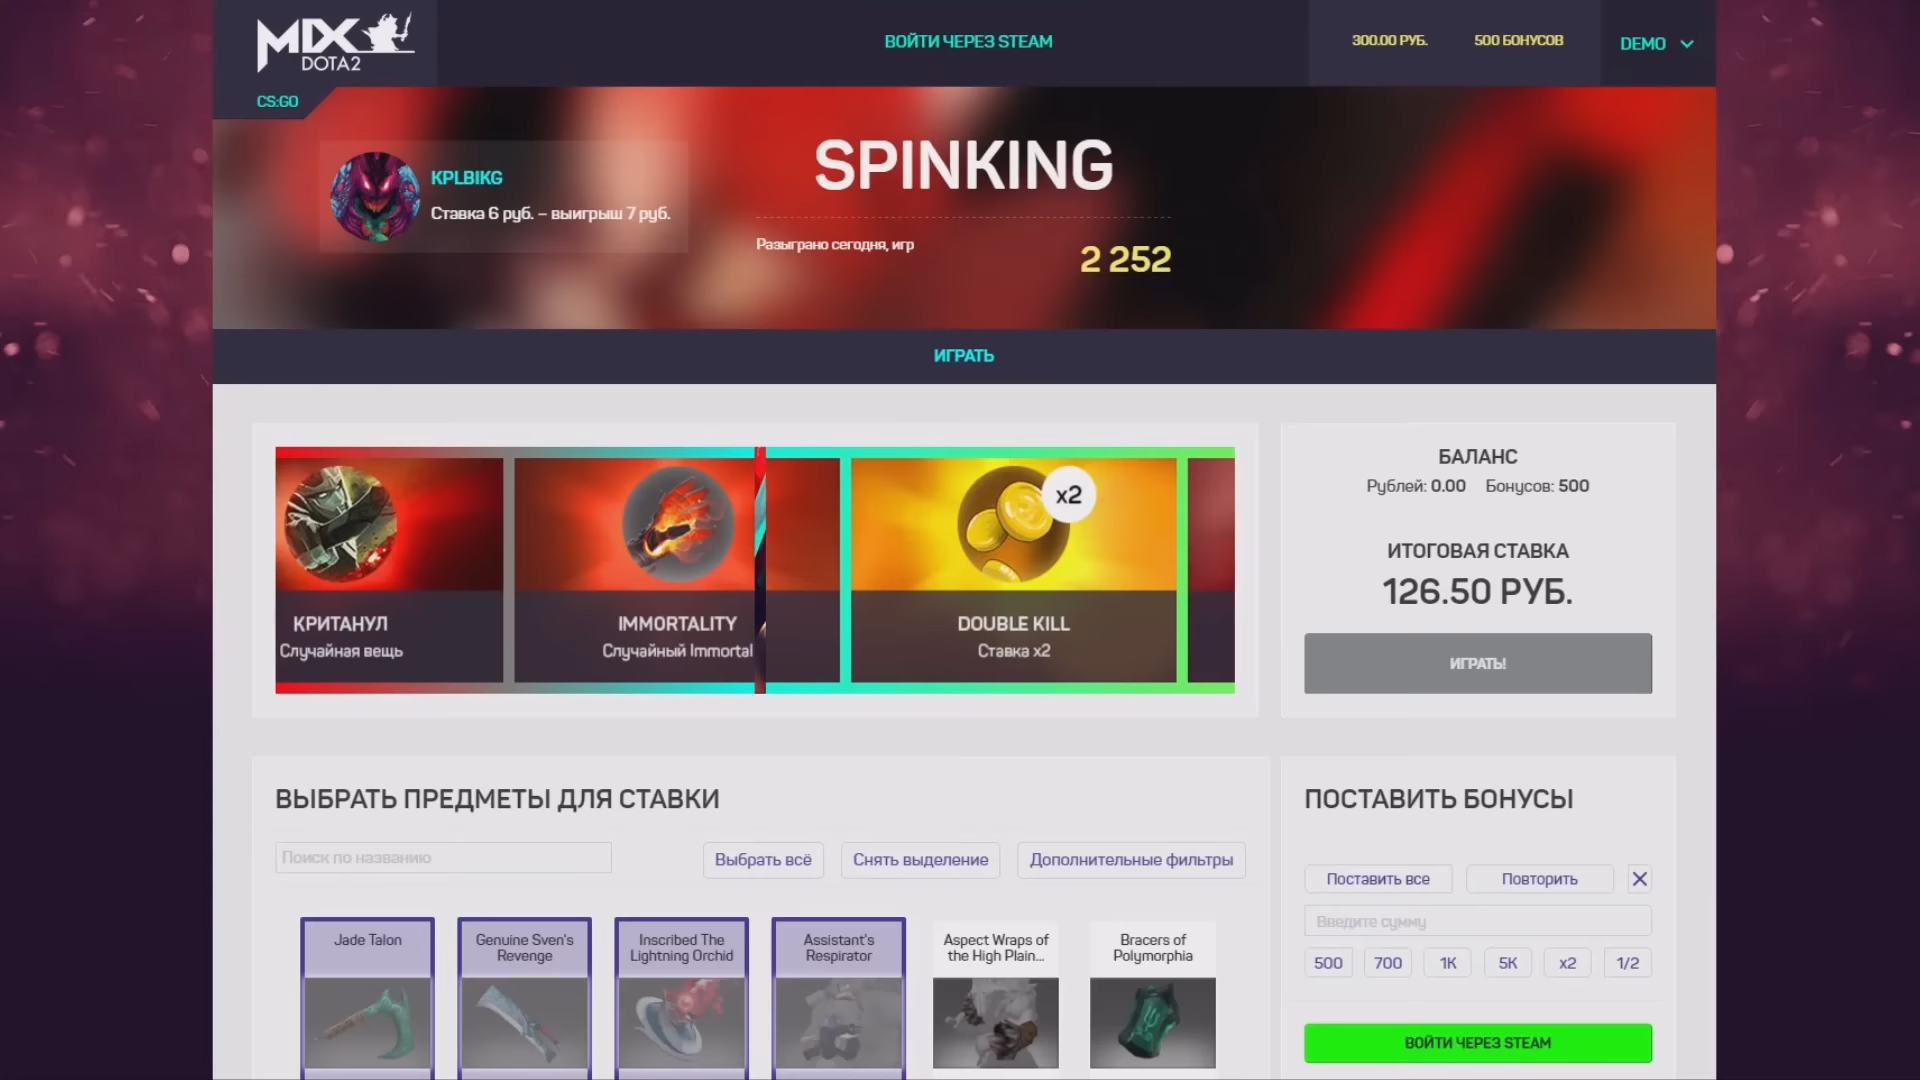 MIX
DOTA2
ВОЙТИ ЧЕРЕЗ STEAM
300.00 РУБ.
500 БОНУСОВ
DEMO
CS:GO
KPLBIKG
Ставка 6 руб. – выигрыш 7 руб.
SPINKING
Разыграно сегодня, игр
2 252
ИГРАТЬ
КРИТАНУЛ
Случайная вещь
IMMORTALITY
Случайный Immortal
x2
DOUBLE KILL
Ставка x2
БАЛАНС
Рублей: 0.00 Бонусов: 500
ИТОГОВАЯ СТАВКА
126.50 РУБ.
ИГРАТЬ!
ВЫБРАТЬ ПРЕДМЕТЫ ДЛЯ СТАВКИ
Поиск по названию
Выбрать всё
Снять выделение
Дополнительные фильтры
Jade Talon
Genuine Sven's
Revenge
Inscribed The
Lightning Orchid
Assistant's
Respirator
Aspect Wraps of
the High Plain...
Bracers of
Polymorphia
ПОСТАВИТЬ БОНУСЫ
Поставить все
Повторить
Введите сумму
500
700
1K
5K
x2
1/2
ВОЙТИ ЧЕРЕЗ STEAM